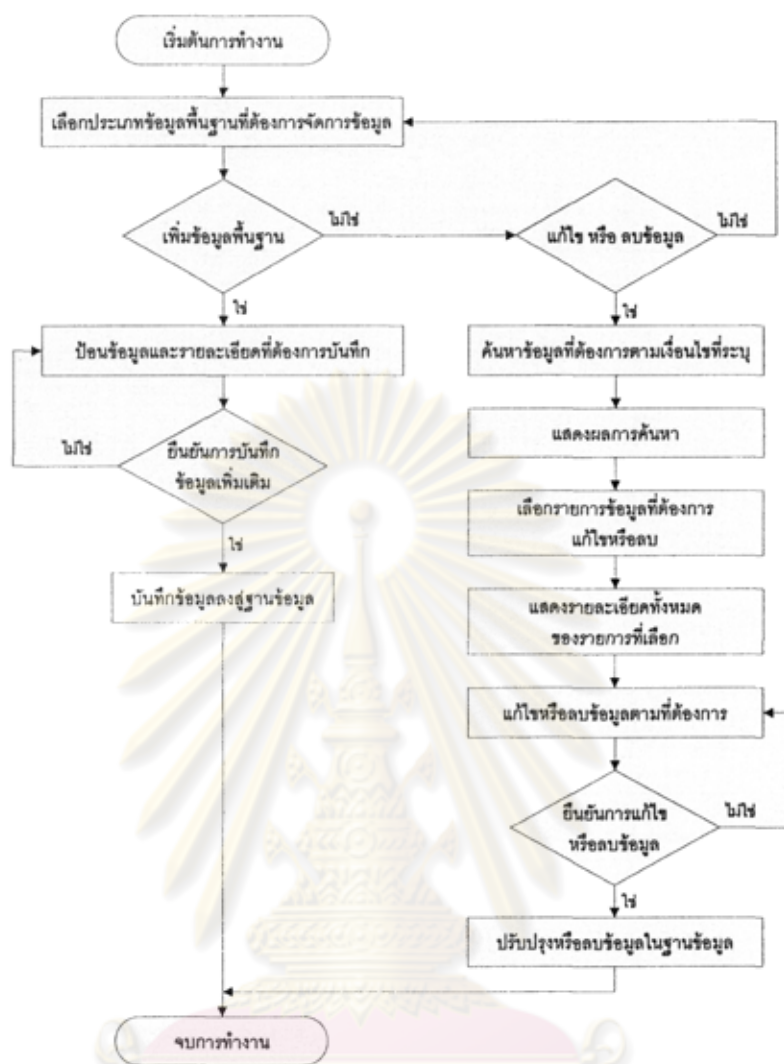 เริ่มต้นการทำงาน
เลือกประเภทข้อมูลพื้นฐานที่ต้องการจัดการข้อมูล
เพิ่มข้อมูลพื้นฐาน
ไม่ใช่
แก้ไข หรือ ลบข้อมูล
ไม่ใช่
ใช่
ใช่
ป้อนข้อมูลและรายละเอียดที่ต้องการบันทึก
ค้นหาข้อมูลที่ต้องการตามเงื่อนไขที่ระบุ
ไม่ใช่
ยืนยันการบันทึก
ข้อมูลเพิ่มเติม
แสดงผลการค้นหา
เลือกรายการข้อมูลที่ต้องการ
แก้ไขหรือลบ
ใช่
บันทึกข้อมูลลงสู่ฐานข้อมูล
แสดงรายละเอียดทั้งหมด
ของรายการที่เลือก
แก้ไขหรือลบข้อมูลตามที่ต้องการ
ยืนยันการแก้ไข
หรือลบข้อมูล
ไม่ใช่
ใช่
ปรับปรุงหรือลบข้อมูลในฐานข้อมูล
จบการทำงาน